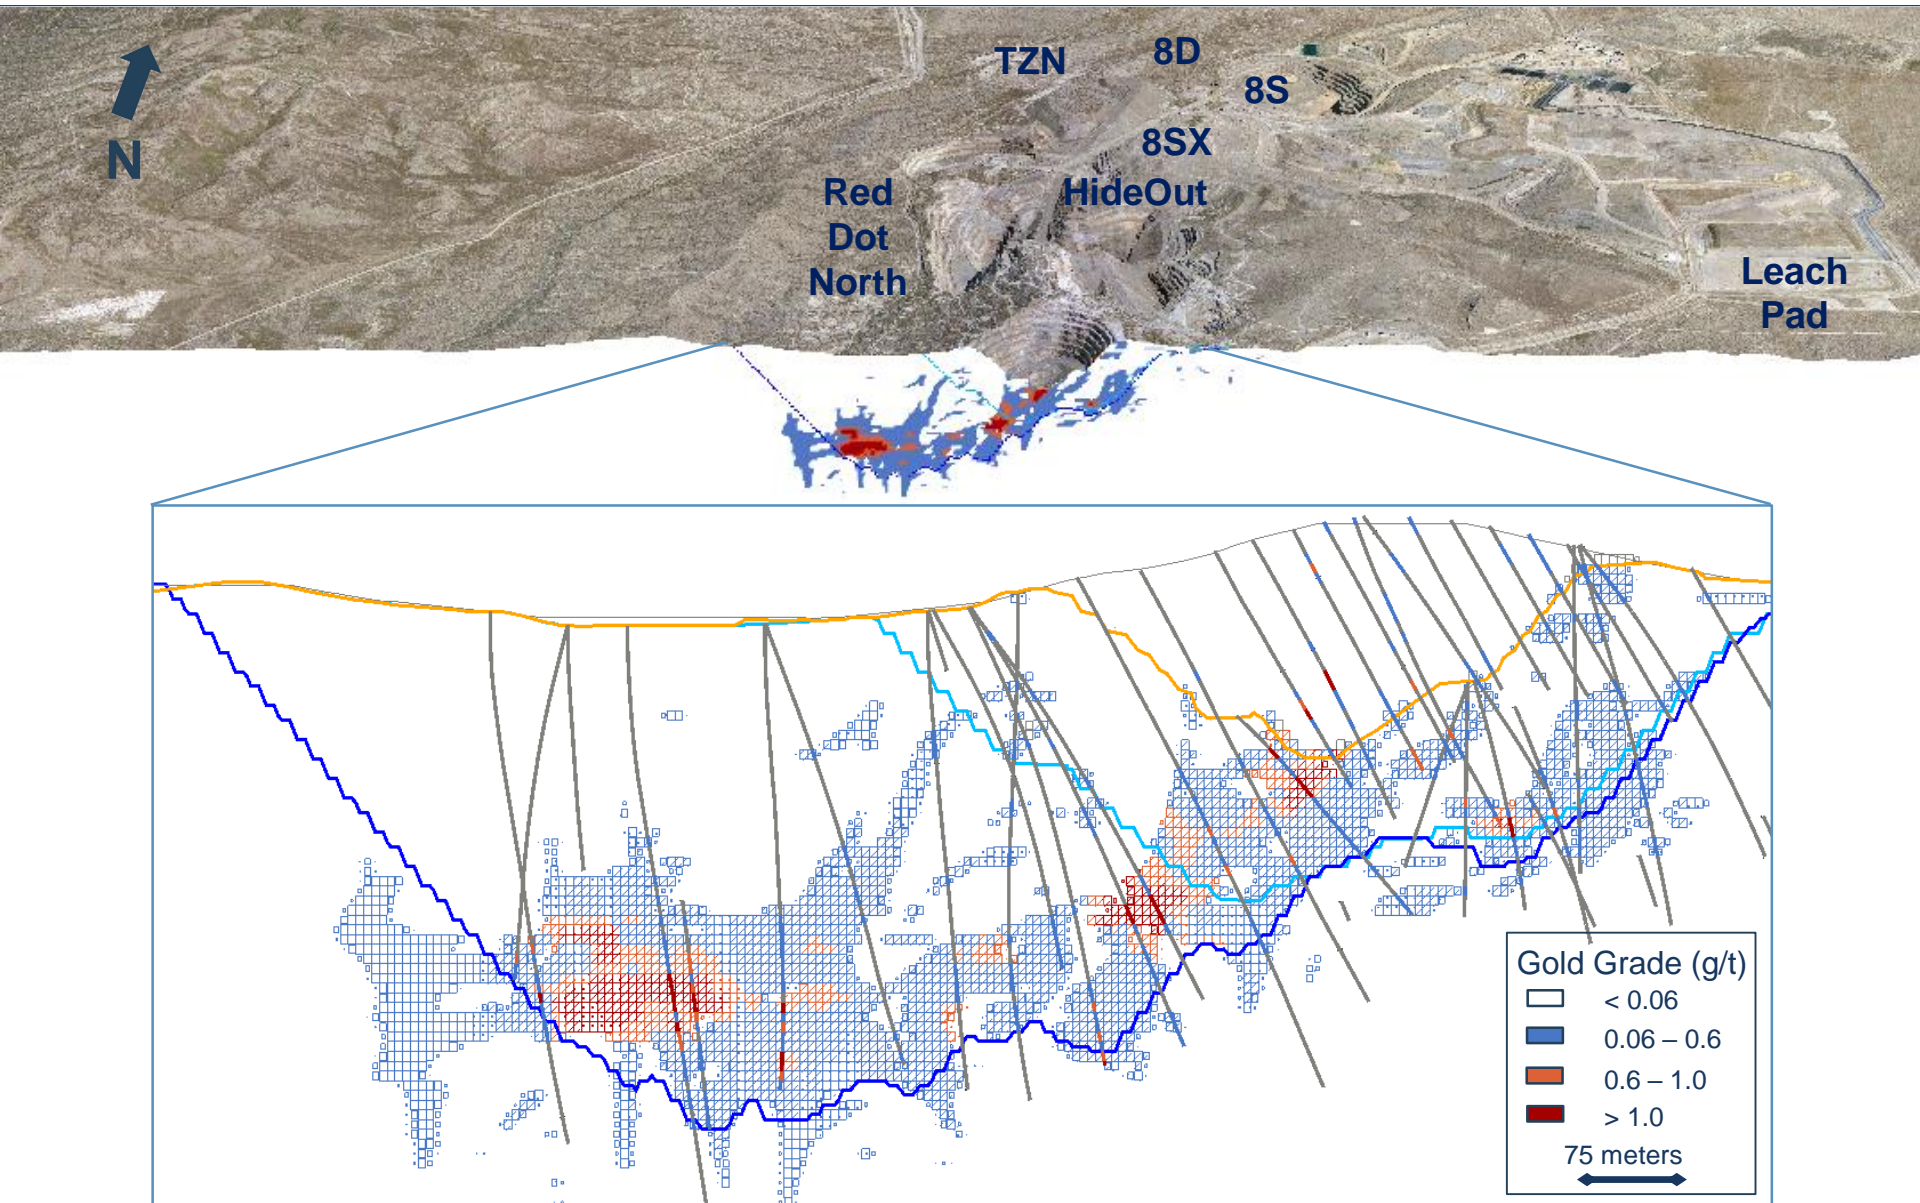 TZN
8D
8S
8SX
N
Red
Dot
North
HideOut
Leach
Pad
Gold Grade (g/t)
< 0.06
0.06 – 0.6
0.6 – 1.0
> 1.0
75 meters